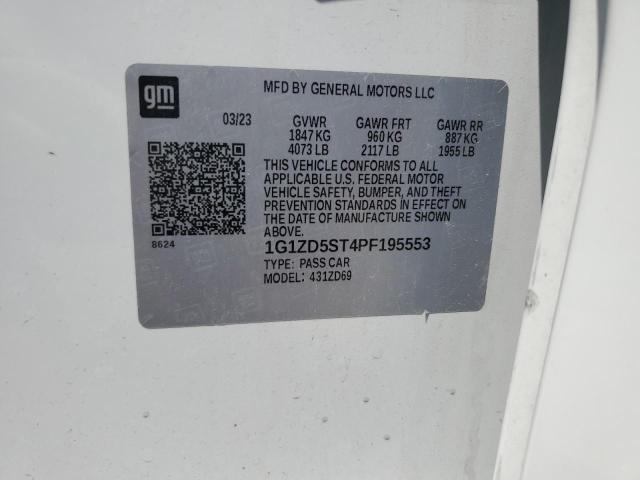 gm
MFD BY GENERAL MOTORS LLC
03/23 GVWR GAWR FRT GAWR RR
1847 KG 960 KG 887 KG
4073 LB 2117 LB 1955 LB
THIS VEHICLE CONFORMS TO ALL
APPLICABLE U.S. FEDERAL MOTOR
VEHICLE SAFETY, BUMPER, AND THEFT
PREVENTION STANDARDS IN EFFECT ON
THE DATE OF MANUFACTURE SHOWN
ABOVE.
8624
1G1ZD5ST4PF195553
TYPE: PASS CAR
MODEL: 431ZD69